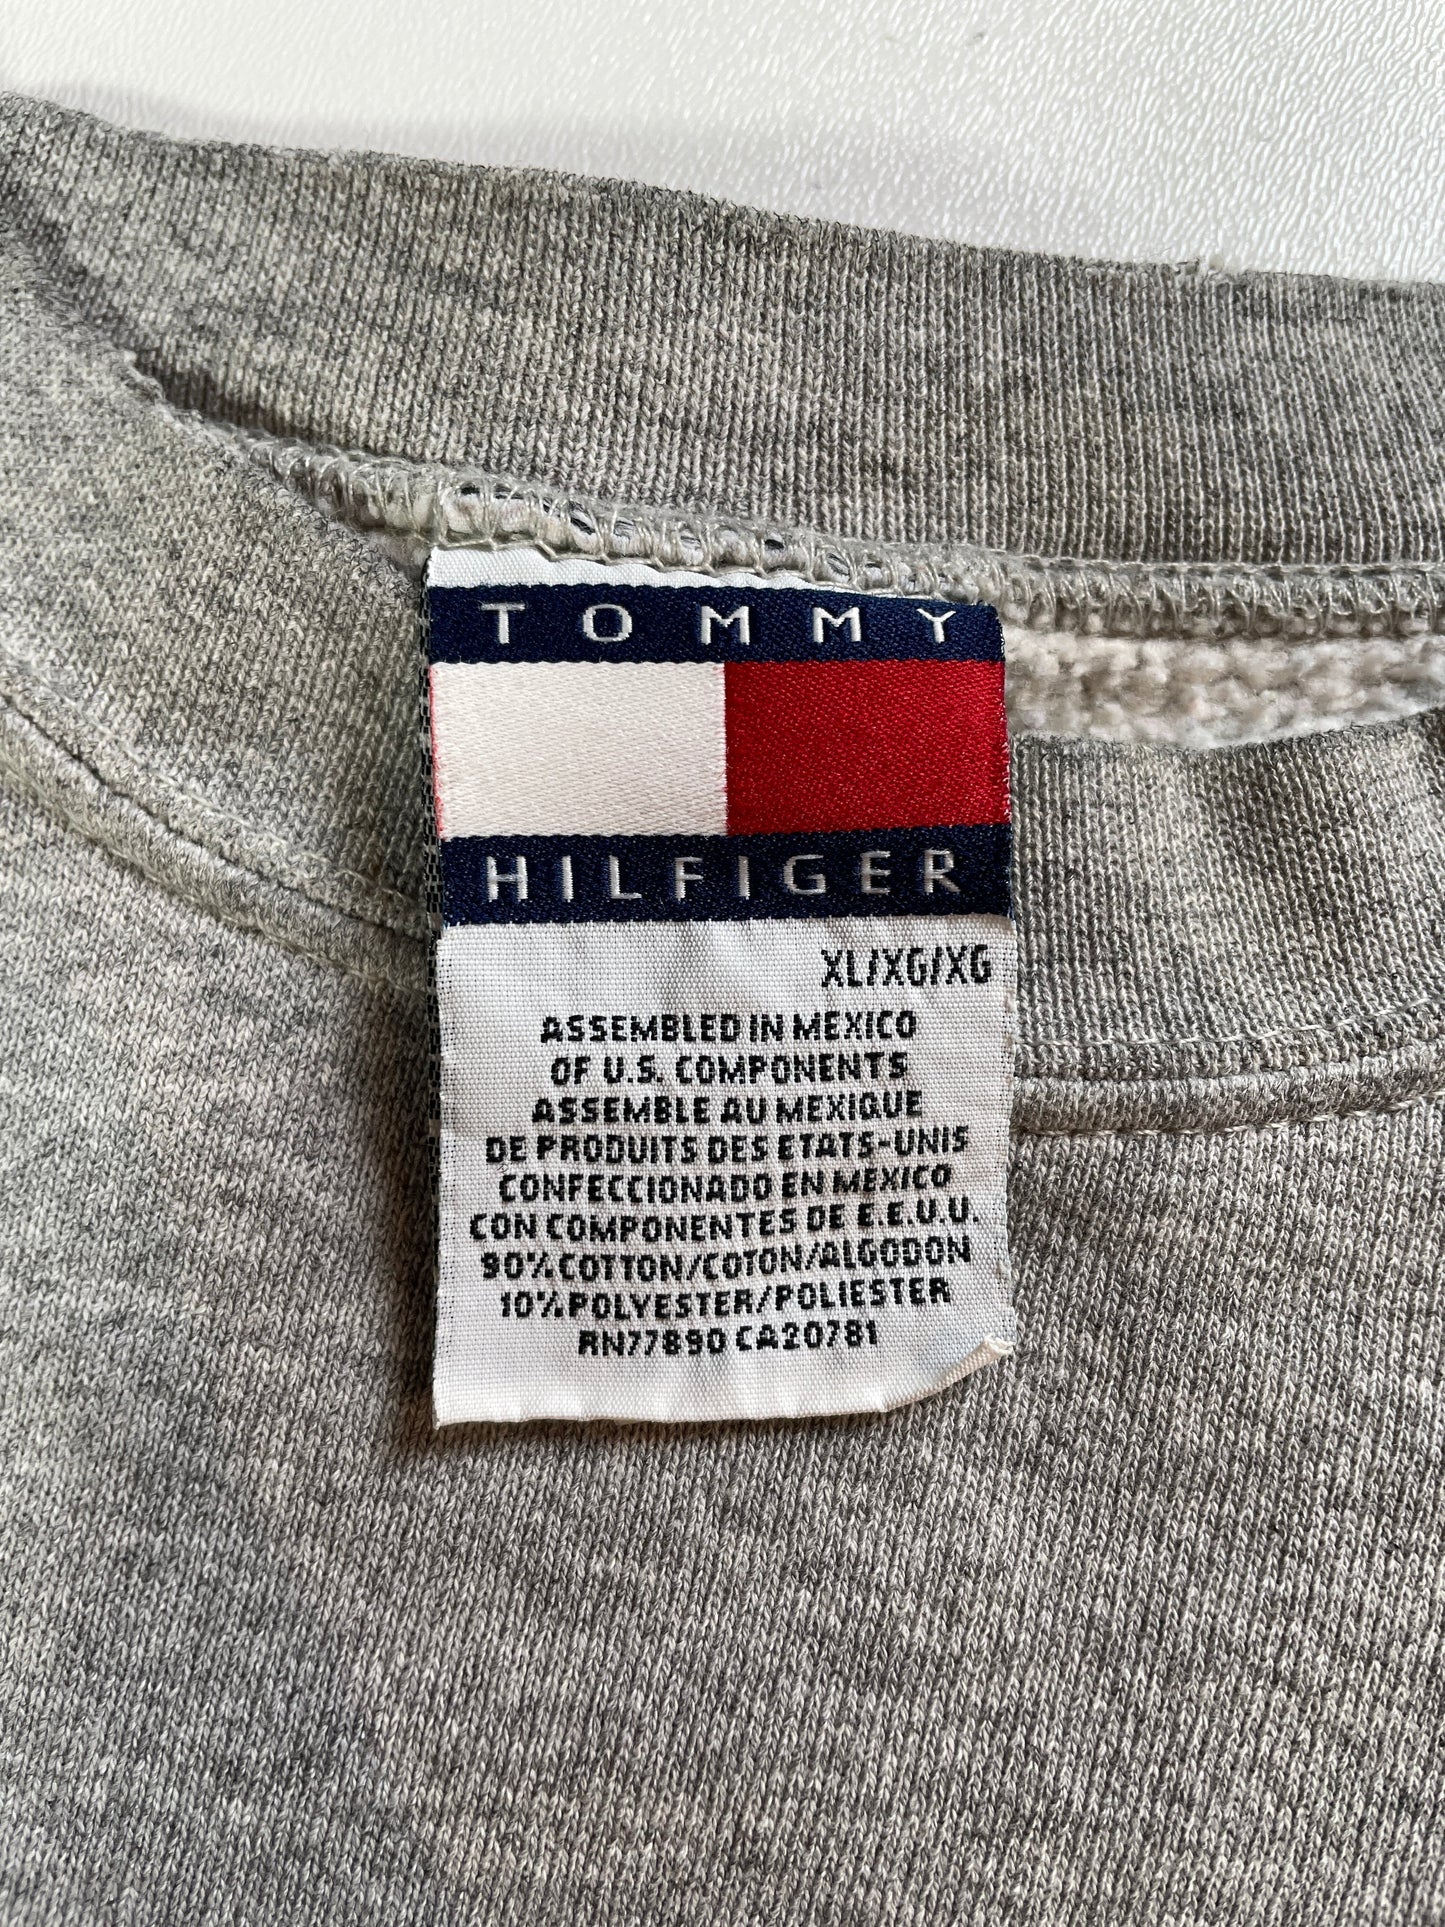 TOMMY
HILFIGER
XL/XG/XG
ASSEMBLED IN MEXICO
OF U.S. COMPONENTS
ASSEMBLE AU MEXIQUE
DE PRODUITS DES ETATS-UNIS
CONFECCIONADO EN MEXICO
CON COMPONENTES DE E.E.U.U.
90% COTTON/COTON/ALGODON
10% POLYESTER/POLIESTER
RN77890 CA20781